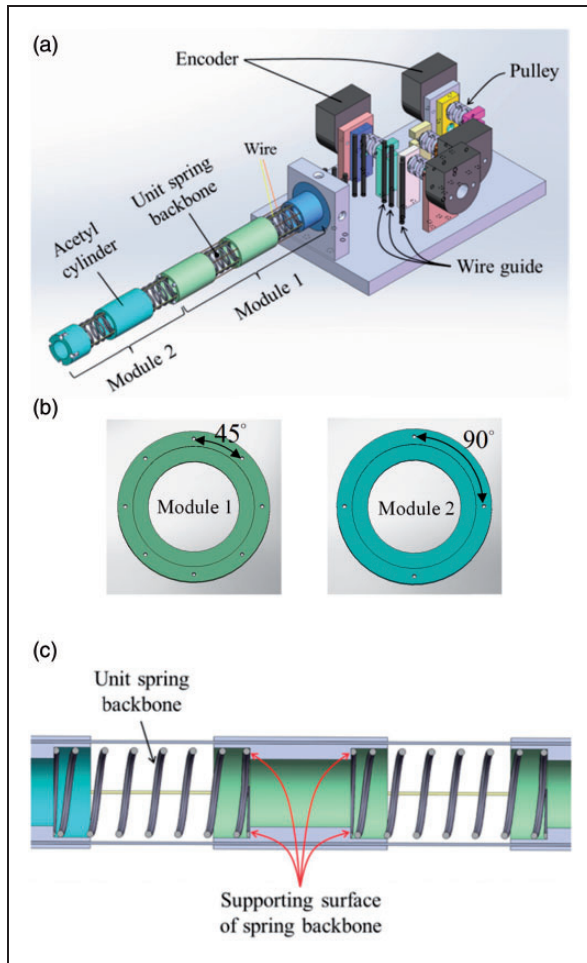 (a)
Encoder
Pulley
Wire
Unit spring
backbone
Acetyl
cylinder
Wire guide
Module 1
Module 2
(b)
45°
90°
Module 1
Module 2
(c)
Unit spring
backbone
Supporting surface
of spring backbone